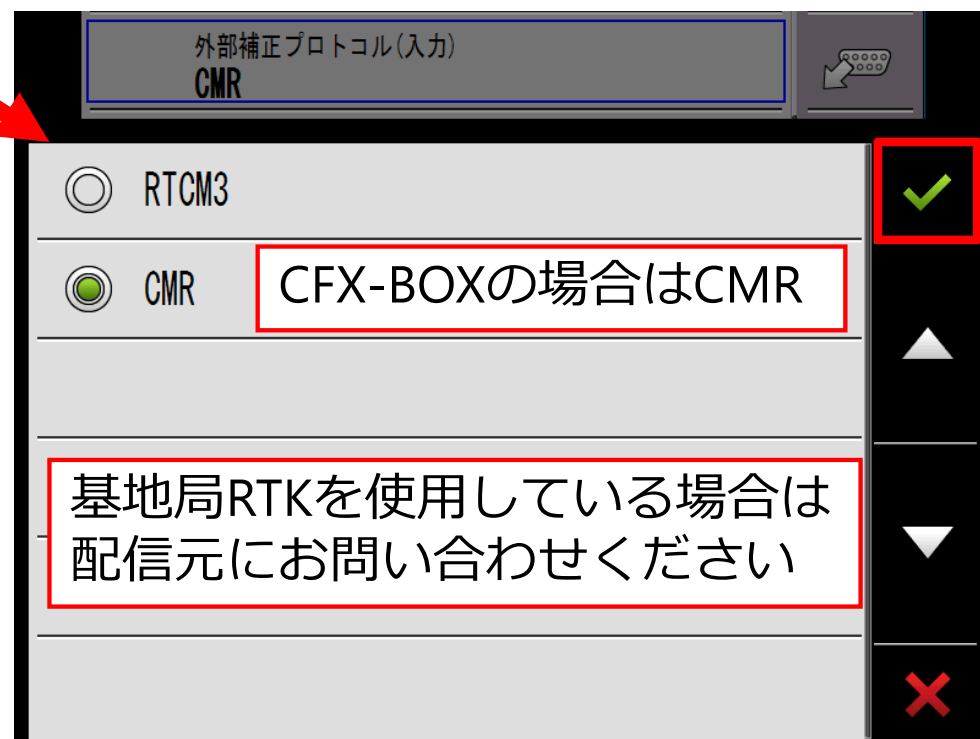 外部補正プロトコル(入力)
CMR
RTCM3
CMR
CFX-BOXの場合はCMR
基地局RTKを使用している場合は
配信元にお問い合わせください